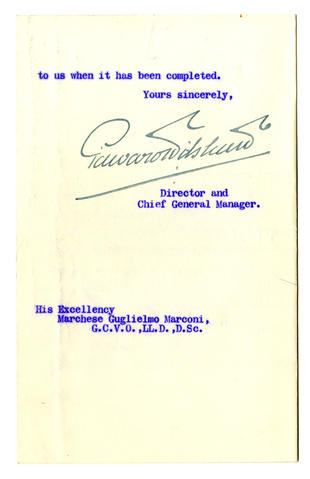 to us when it has been completed.
Yours sincerely,
Director and
Chief General Manager.
His Excellency
Marchese Guglielmo Marconi,
G.C.V.O.,LL.D.,D.Sc.